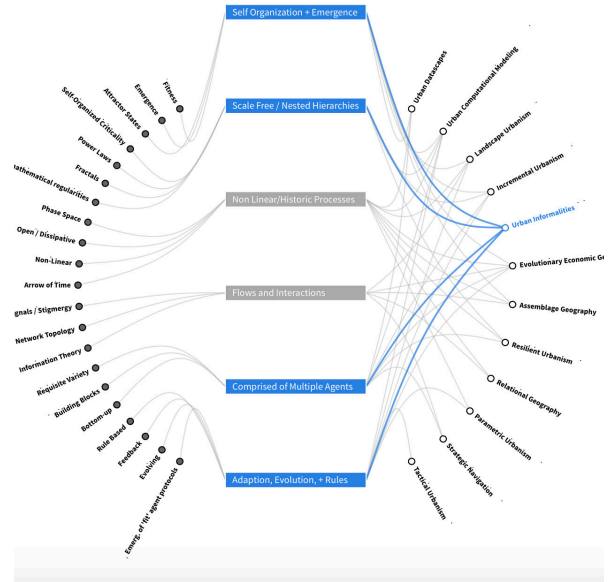 Self Organization + Emergence
Scale Free / Nested Hierarchies
Non Linear/Historic Processes
Flows and Interactions
Comprised of Multiple Agents
Adaption, Evolution, + Rules
Fitness
Emergence
Attractor States
Self-Organized Criticality
Power Laws
Fractals
athematical regularities
Phase Space
Open / Dissipative
Non-Linear
Arrow of Time
gnals / Stigmergy
Network Topology
Information Theory
Requisite Variety
Building Blocks
Bottom-up
Rule Based
Feedback
Evolving
Emerg. of 'fit' agent protocols
Urban Datascapes
Urban Computational Modeling
Landscape Urbanism
Incremental Urbanism
Urban Informalities
Evolutionary Economic Ge
Assemblage Geography
Resilient Urbanism
Relational Geography
Parametric Urbanism
Strategic Navigation
Tactical Urbanism